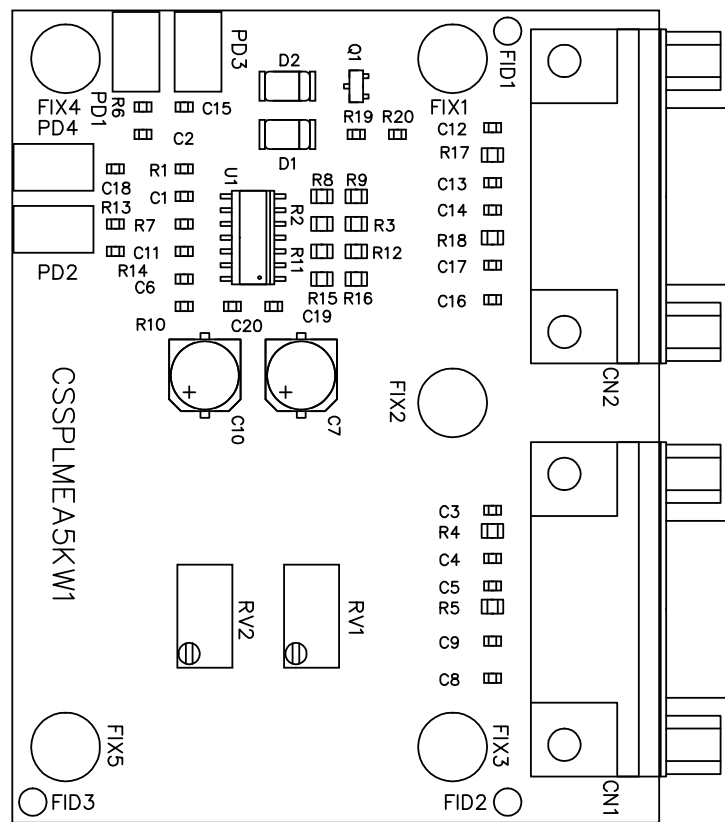 D2
Q1
PD3
FID1
FIX4
PD1
R6
C15
FIX1
PD4
C2
R19
R20
C12
D1
R17
C18
R1
U1
R8
R9
C13
R13
C1
R2
C14
R7
R3
R18
PD2
C11
R11
R12
C17
R14
C6
R15
R16
C16
R10
C20
C19
CN2
CSSPLMEA5KW1
FIX2
C10
C7
C3
R4
C4
C5
RV2
RV1
R5
C9
C8
FIX5
FIX3
CN1
FID3
FID2